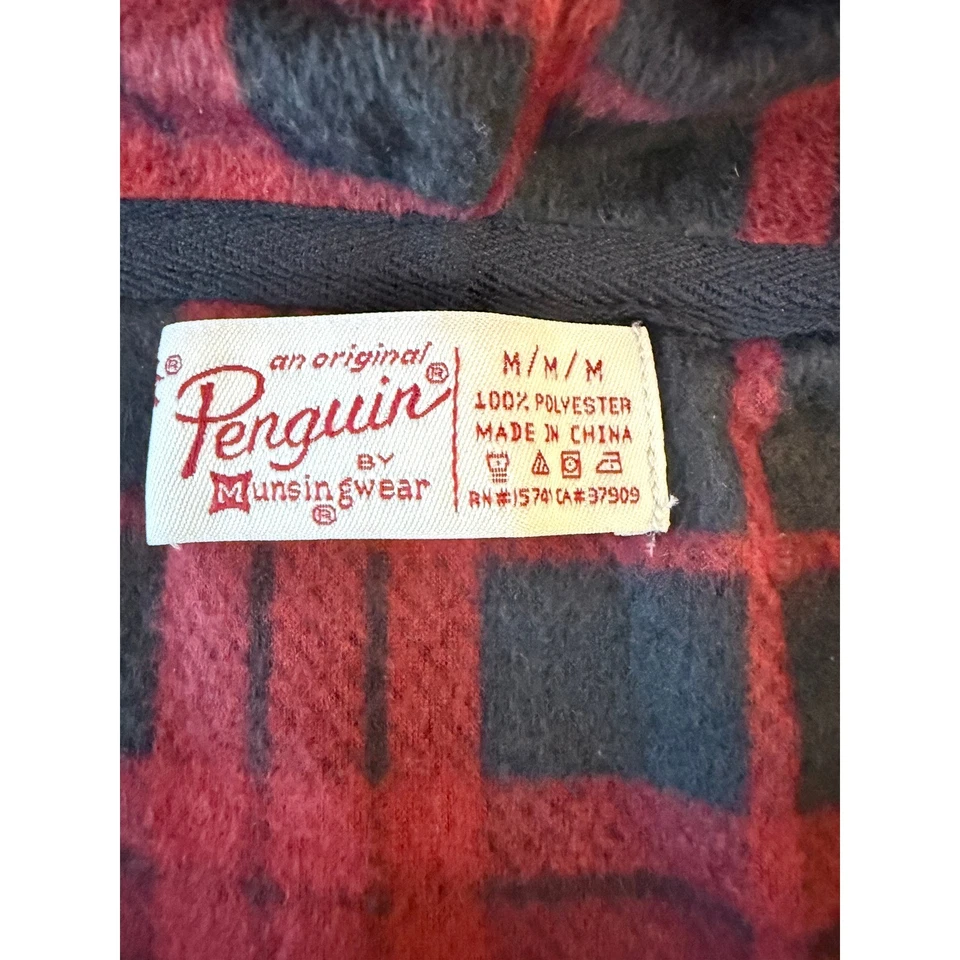 ®
an original
Penguin®
BY
Munsingwear
®
M/M/M
100% POLYESTER
MADE IN CHINA
RN#15741 CA#37909